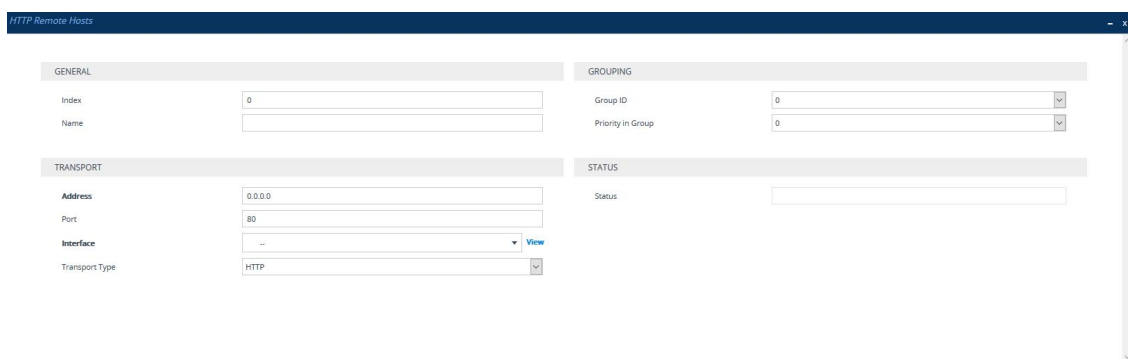 HTTP Remote Hosts
– x
GENERAL
Index 0
Name
TRANSPORT
Address 0.0.0.0
Port 80
Interface -- View
Transport Type HTTP
GROUPING
Group ID 0
Priority in Group 0
STATUS
Status